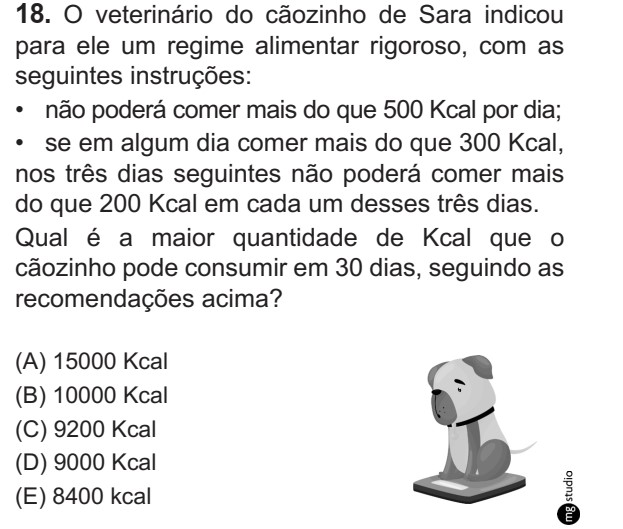 18. O veterinário do cãozinho de Sara indicou
para ele um regime alimentar rigoroso, com as
seguintes instruções:
• não poderá comer mais do que 500 Kcal por dia;
• se em algum dia comer mais do que 300 Kcal,
nos três dias seguintes não poderá comer mais
do que 200 Kcal em cada um desses três dias.
Qual é a maior quantidade de Kcal que o
cãozinho pode consumir em 30 dias, seguindo as
recomendações acima?
(A) 15000 Kcal
(B) 10000 Kcal
(C) 9200 Kcal
(D) 9000 Kcal
(E) 8400 kcal
mg studio